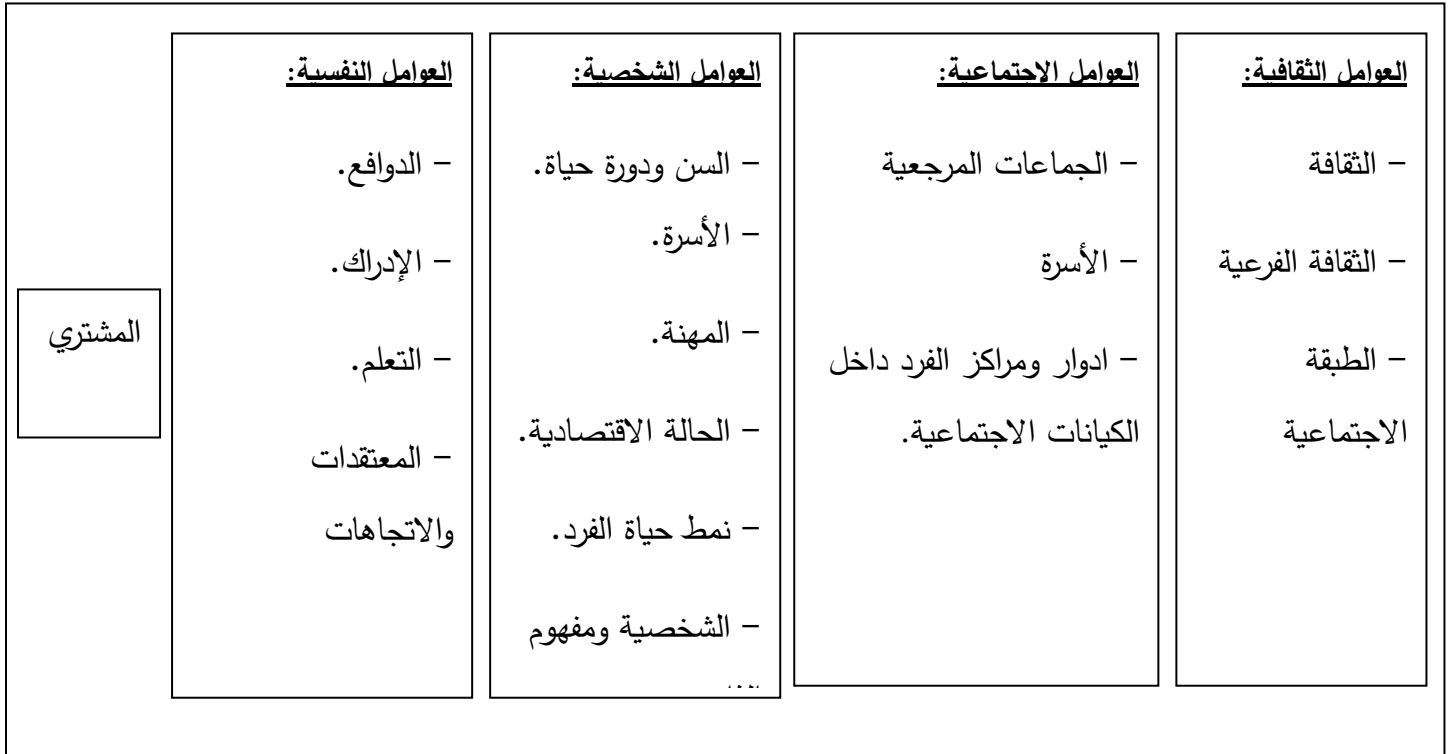 العوامل الثقافية:
– الثقافة
– الثقافة الفرعية
– الطبقة
الاجتماعية
العوامل الاجتماعية:
– الجماعات المرجعية
– الأسرة
– ادوار ومراكز الفرد داخل
الكيانات الاجتماعية.
العوامل الشخصية:
– السن ودورة حياة.
– الأسرة.
– المهنة.
– الحالة الاقتصادية.
– نمط حياة الفرد.
– الشخصية ومفهوم
العوامل النفسية:
– الدوافع.
– الإدراك.
– التعلم.
– المعتقدات
والاتجاهات
المشتري